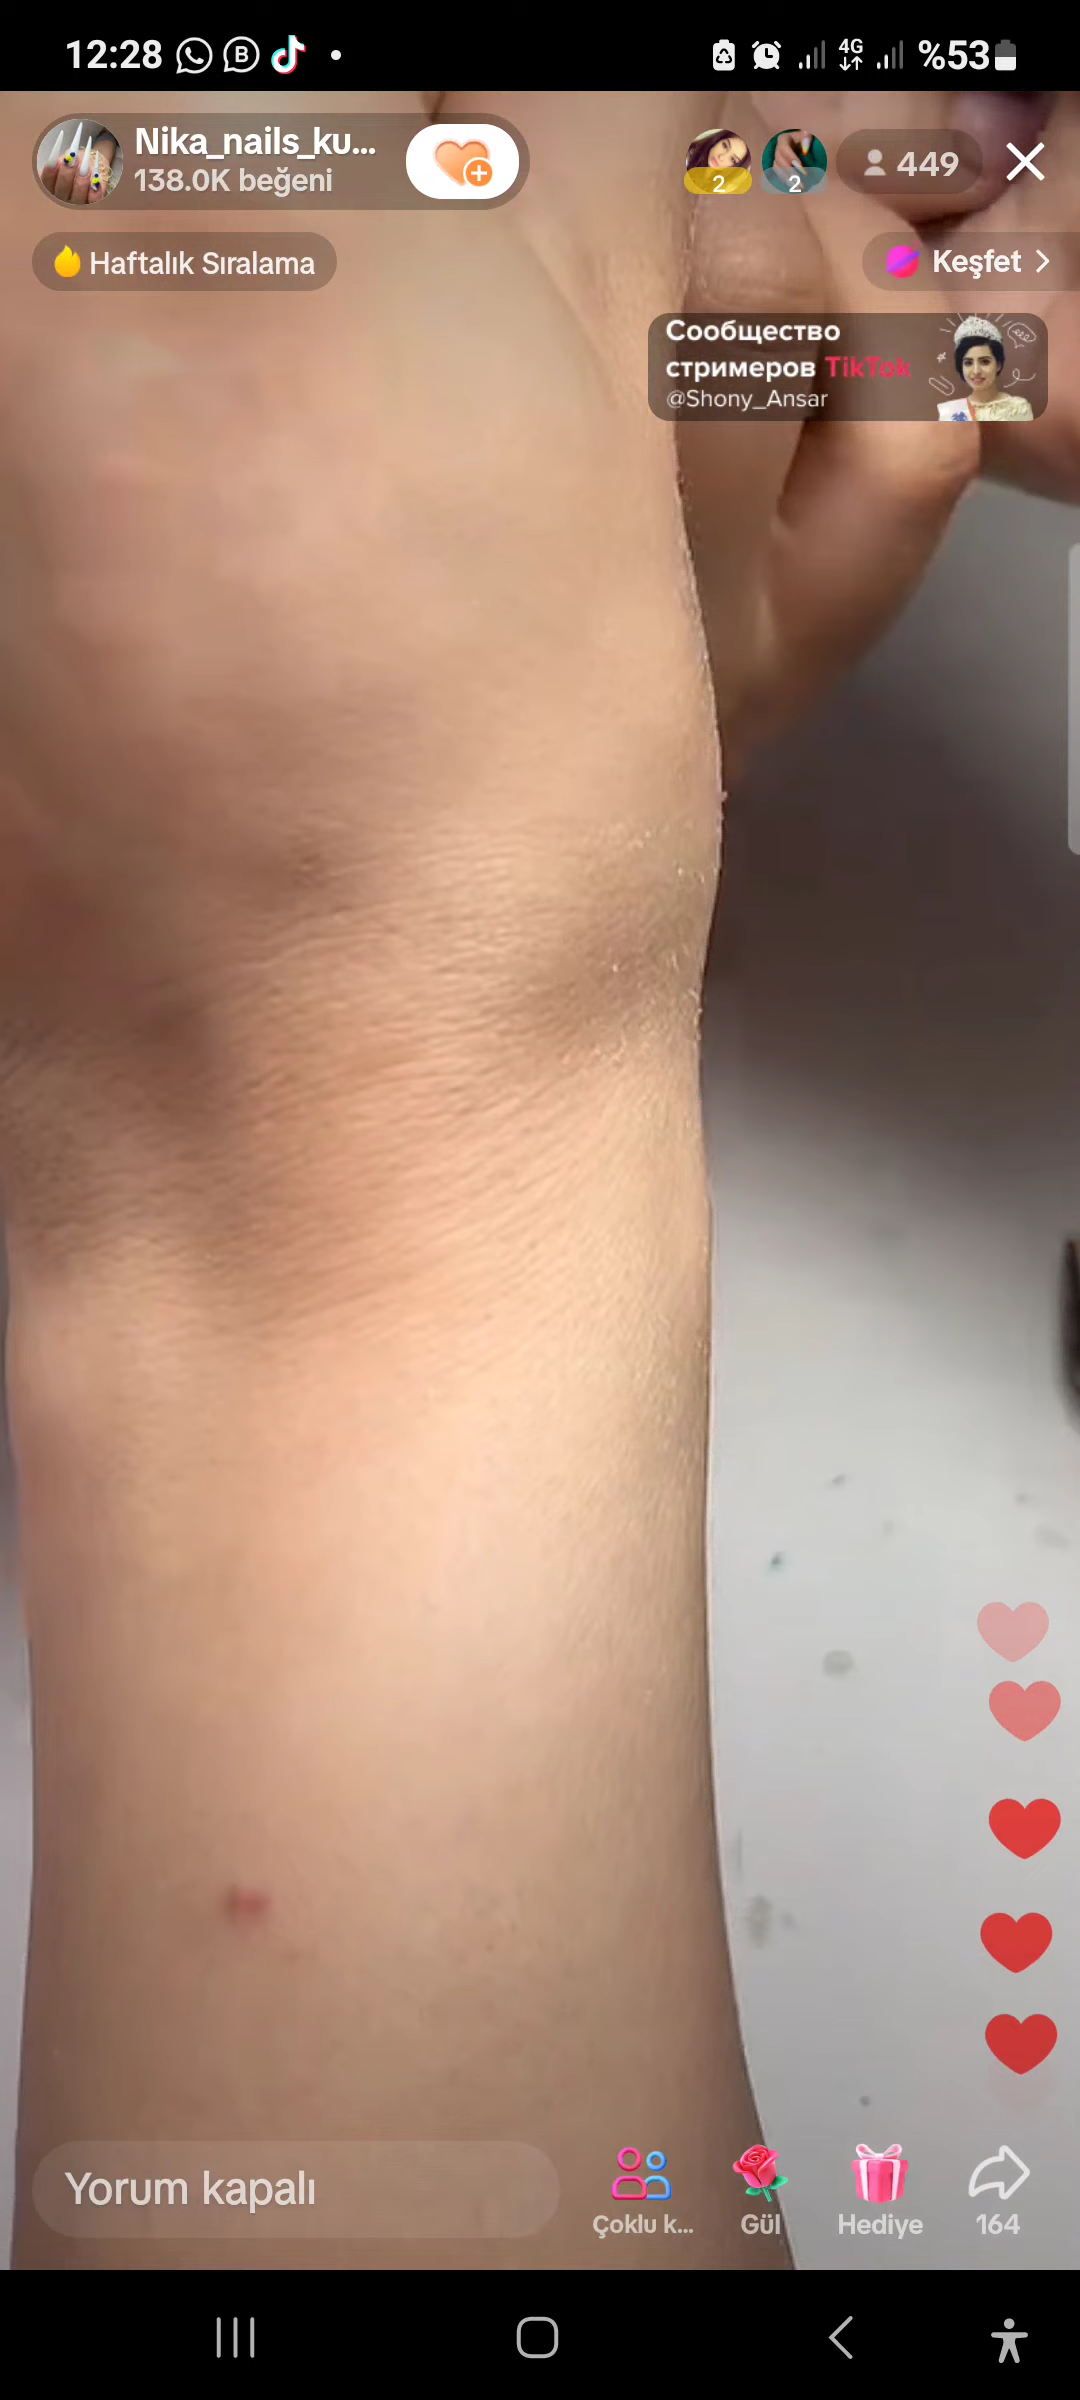 12:28
4G
%53
Nika_nails_ku...
138.0K beğeni
2
2
449
Haftalık Sıralama
Keşfet
Сообщество
стримеров TikTok
@Shony_Ansar
Yorum kapalı
Çoklu k...
Gül
Hediye
164